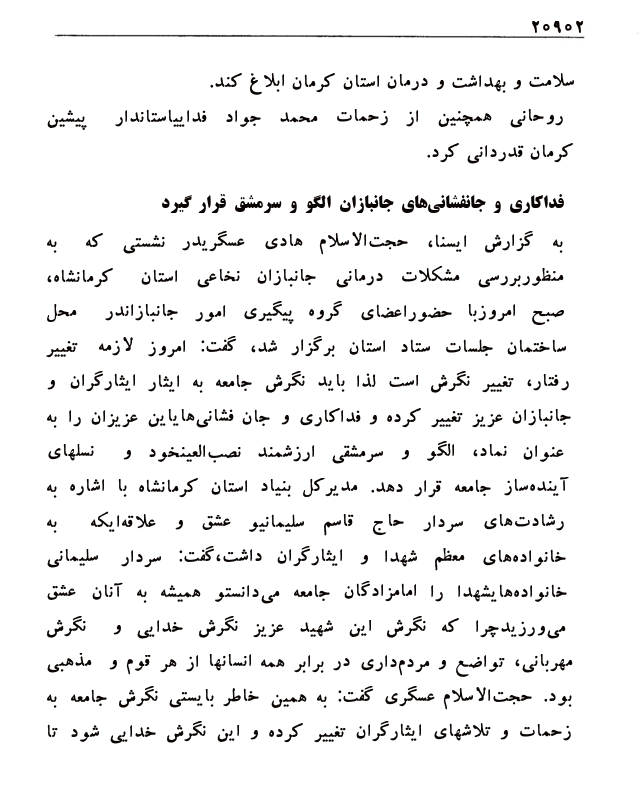 ۲۰۹۰۲
سلامت و بهداشت و درمان استان کرمان ابلاغ کند.
روحانی همچنین از زحمات محمد جواد فداییاستاندار پیشین
کرمان قدردانی کرد.
فداکاری و جانفشانی‌های جانبازان الگو و سرمشق قرار گیرد
به گزارش ایسنا، حجت‌الاسلام هادی عسگریدر نشستی که به
منظوربررسی مشکلات درمانی جانبازان نخاعی استان کرمانشاه،
صبح امروزبا حضوراعضای گروه پیگیری امور جانبازاندر محل
ساختمان جلسات ستاد استان برگزار شد، گفت: امروز لازمه تغییر
رفتار، تغییر نگرش است لذا باید نگرش جامعه به ایثار ایثارگران و
جانبازان عزیز تغییر کرده و فداکاری و جان فشانی‌هایاین عزیزان را به
عنوان نماد، الگو و سرمشقی ارزشمند نصب‌العینخود و نسلهای
آینده‌ساز جامعه قرار دهد. مدیرکل بنیاد استان کرمانشاه با اشاره به
رشادت‌های سردار حاج قاسم سلیمانیو عشق و علاقه‌ایکه به
خانواده‌های معظم شهدا و ایثارگران داشت،گفت: سردار سلیمانی
خانواده‌هایشهدا را امامزادگان جامعه می‌دانستو همیشه به آنان عشق
می‌ورزیدچرا که نگرش این شهید عزیز نگرش خدایی و نگرش
مهربانی، تواضع و مردم‌داری در برابر همه انسانها از هر قوم و مذهبی
بود. حجت‌الاسلام عسگری گفت: به همین خاطر بایستی نگرش جامعه به
زحمات و تلاشهای ایثارگران تغییر کرده و این نگرش خدایی شود تا